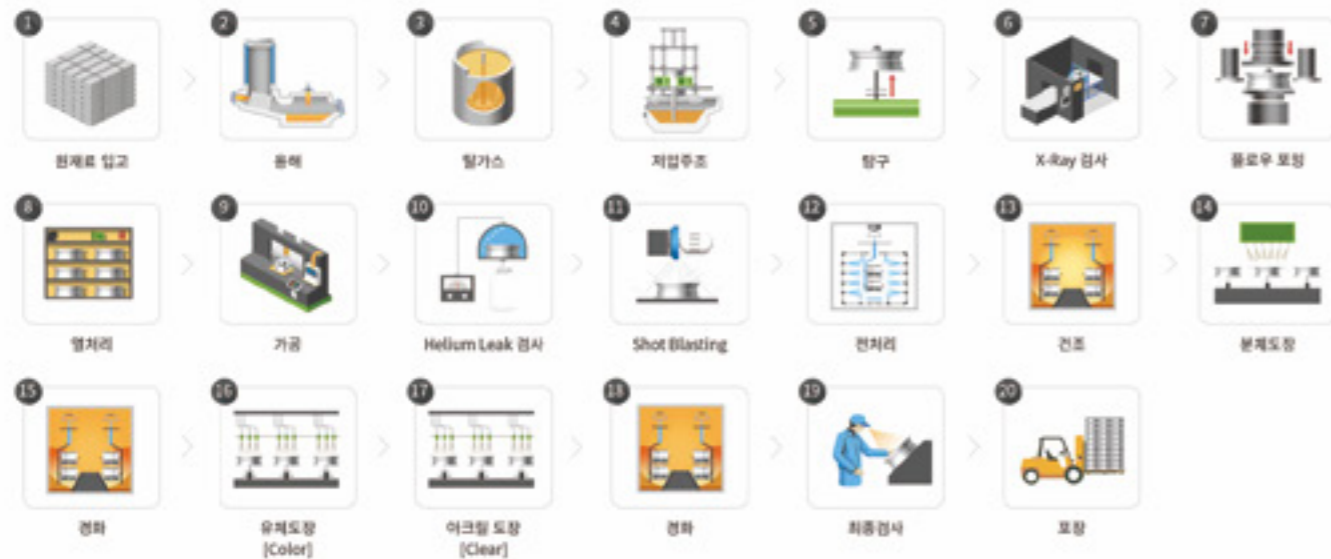 1
2
3
4
5
6
7
원재료 입고
용해
탈가스
저압주조
탕구
X-Ray 검사
플로우 포밍
8
9
10
11
12
13
14
열처리
가공
Helium Leak 검사
Shot Blasting
전처리
건조
분체도장
15
16
17
18
19
20
경화
유체도장
[Color]
아크릴 도장
[Clear]
경화
최종검사
포장